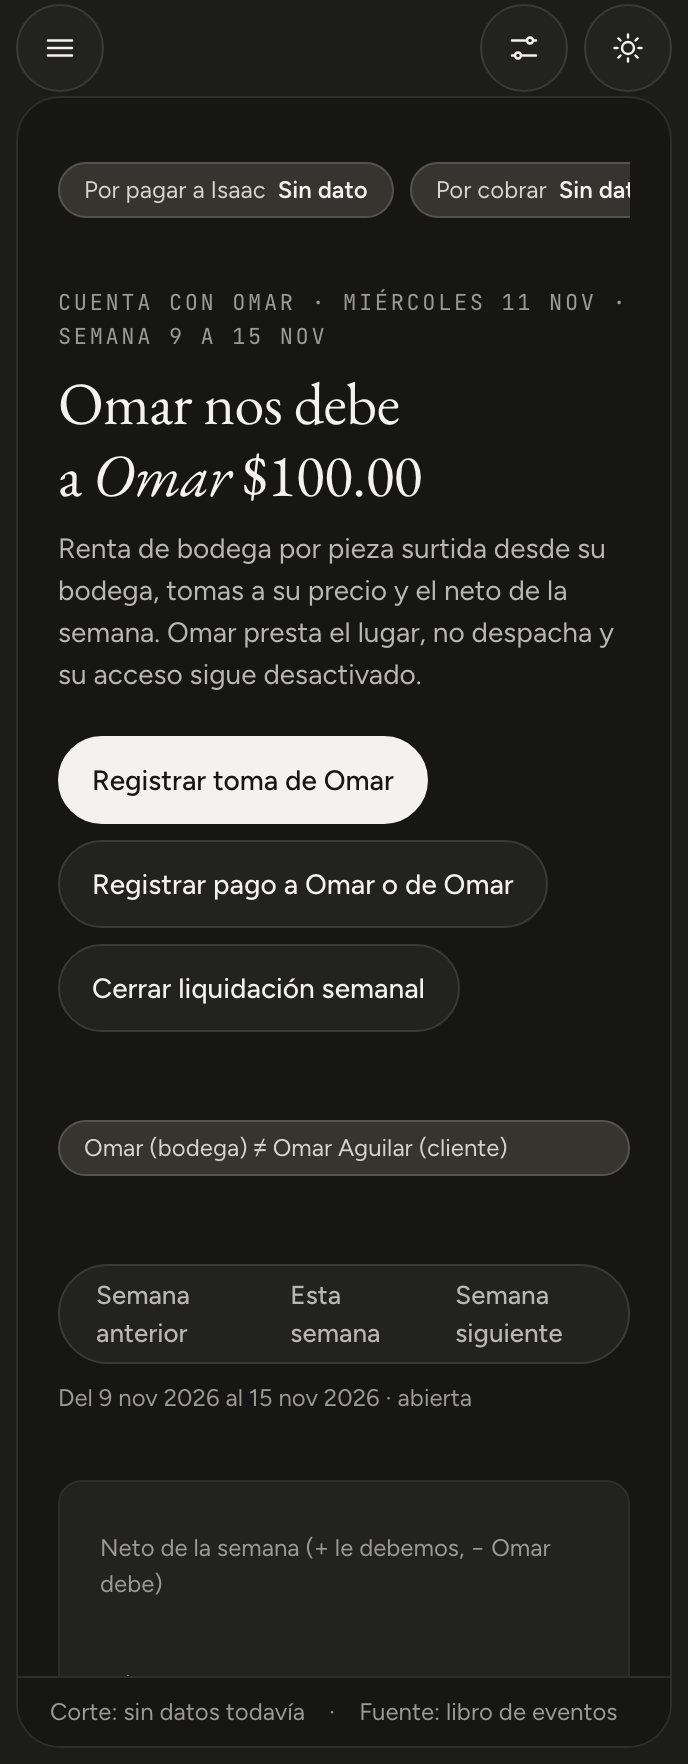 Por pagar a Isaac Sin dato
Por cobrar Sin dat
CUENTA CON OMAR · MIÉRCOLES 11 NOV ·
SEMANA 9 A 15 NOV
Omar nos debe
a Omar $100.00
Renta de bodega por pieza surtida desde su
bodega, tomas a su precio y el neto de la
semana. Omar presta el lugar, no despacha y
su acceso sigue desactivado.
Registrar toma de Omar
Registrar pago a Omar o de Omar
Cerrar liquidación semanal
Omar (bodega) ≠ Omar Aguilar (cliente)
Semana
anterior
Esta
semana
Semana
siguiente
Del 9 nov 2026 al 15 nov 2026 · abierta
Neto de la semana (+ le debemos, − Omar
debe)
Corte: sin datos todavía · Fuente: libro de eventos